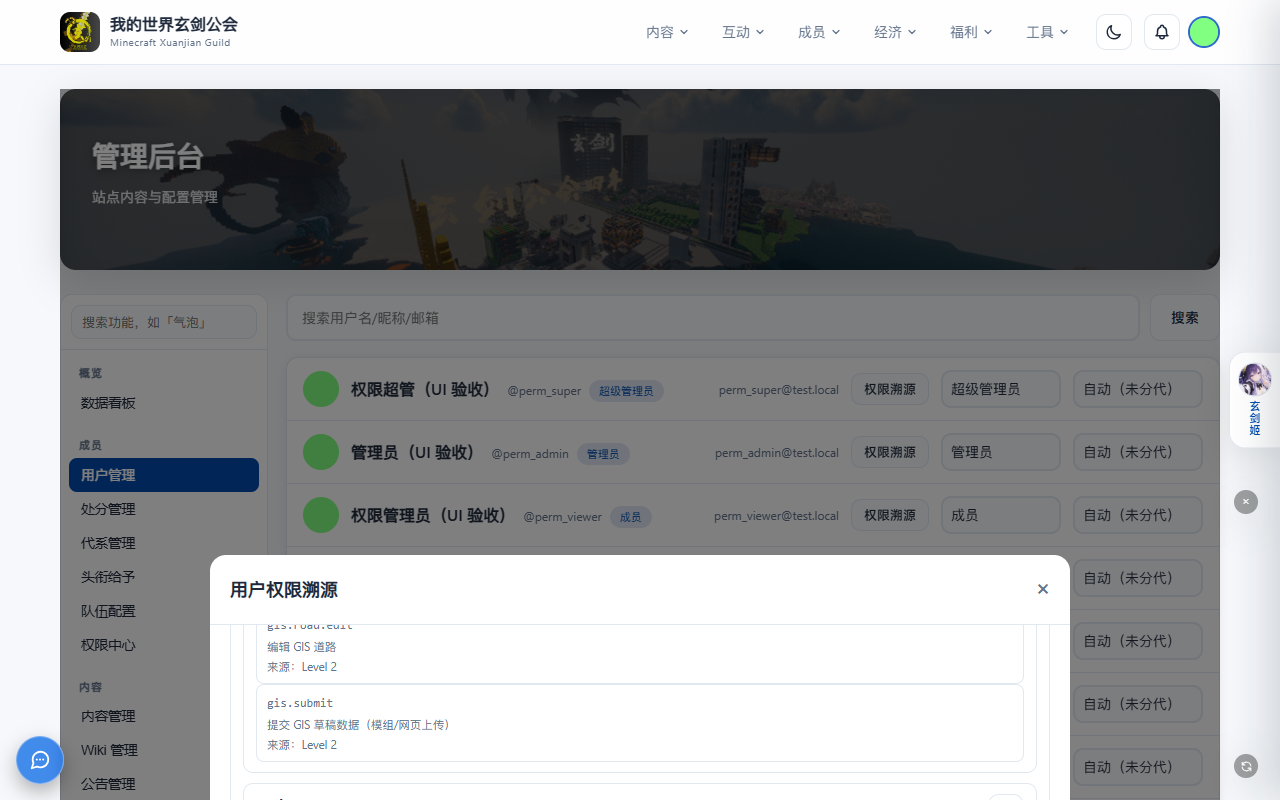 我的世界玄剑公会
Minecraft Xuanjian Guild
内容
互动
成员
经济
福利
工具
玄剑
玄剑公会四年
管理后台
站点内容与配置管理
搜索功能，如「气泡」
概览
数据看板
成员
用户管理
处分管理
代系管理
头衔给予
队伍配置
权限中心
内容
内容管理
Wiki 管理
公告管理
搜索用户名/昵称/邮箱
搜索
权限超管（UI 验收） @perm_super 超级管理员 perm_super@test.local 权限溯源 超级管理员 自动（未分代）
管理员（UI 验收） @perm_admin 管理员 perm_admin@test.local 权限溯源 管理员 自动（未分代）
权限管理员（UI 验收） @perm_viewer 成员 perm_viewer@test.local 权限溯源 成员 自动（未分代）
自动（未分代）
自动（未分代）
自动（未分代）
自动（未分代）
用户权限溯源
gis.road.edit
编辑 GIS 道路
来源：Level 2
gis.submit
提交 GIS 草稿数据（模组/网页上传）
来源：Level 2
玄剑姬